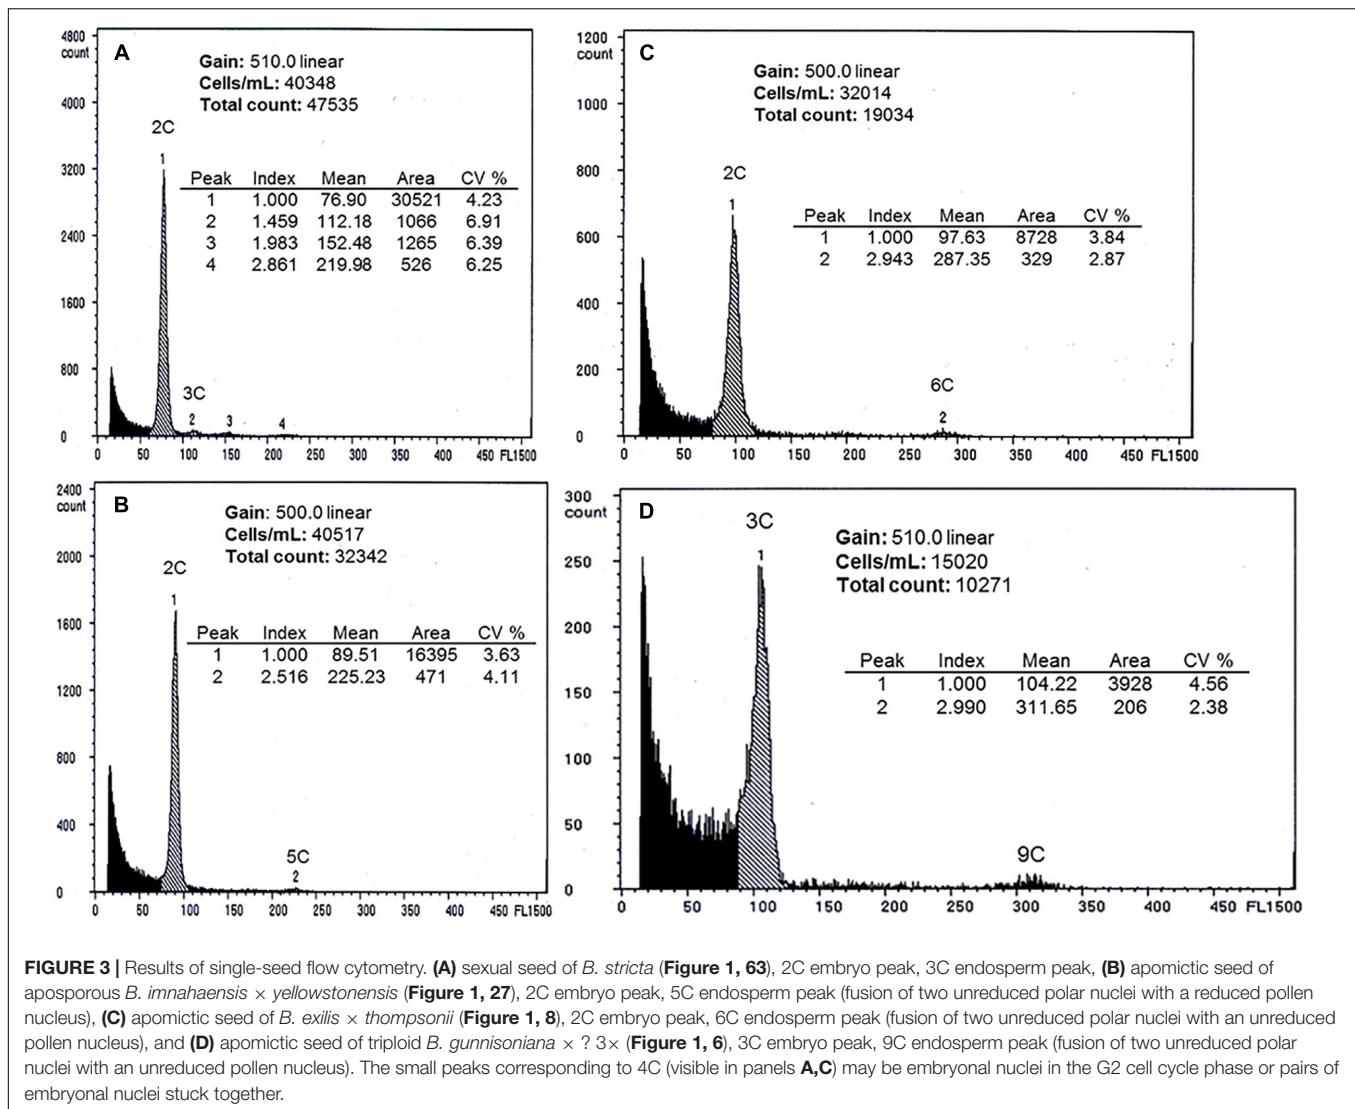 A
Gain: 510.0 linear
Cells/mL: 40348
Total count: 47535
2C
1
3C
2
3
4
Peak Index Mean Area CV %
1 1.000 76.90 30521 4.23
2 1.459 112.18 1066 6.91
3 1.983 152.48 1265 6.39
4 2.861 219.98 526 6.25
4800
count
4000
3200
2400
1600
800
0
0 50 100 150 200 250 300 350 400 450 FL1500
C
Gain: 500.0 linear
Cells/mL: 32014
Total count: 19034
2C
1
6C
2
Peak Index Mean Area CV %
1 1.000 97.63 8728 3.84
2 2.943 287.35 329 2.87
1200
count
1000
800
600
400
200
0
0 50 100 150 200 250 300 350 400 450 FL1500
B
Gain: 500.0 linear
Cells/mL: 40517
Total count: 32342
2C
1
5C
2
Peak Index Mean Area CV %
1 1.000 89.51 16395 3.63
2 2.516 225.23 471 4.11
2400
count
2000
1600
1200
800
400
0
0 50 100 150 200 250 300 350 400 450 FL1500
D
Gain: 510.0 linear
Cells/mL: 15020
Total count: 10271
3C
1
9C
Peak Index Mean Area CV %
1 1.000 104.22 3928 4.56
2 2.990 311.65 206 2.38
300
count
250
200
150
100
50
0
0 50 100 150 200 250 300 350 400 450 FL1500
FIGURE 3 | Results of single-seed flow cytometry. (A) sexual seed of B. stricta (Figure 1, 63), 2C embryo peak, 3C endosperm peak, (B) apomictic seed of
aposporous B. imnahaensis × yellowstonensis (Figure 1, 27), 2C embryo peak, 5C endosperm peak (fusion of two unreduced polar nuclei with a reduced pollen
nucleus), (C) apomictic seed of B. exilis × thompsonii (Figure 1, 8), 2C embryo peak, 6C endosperm peak (fusion of two unreduced polar nuclei with an unreduced
pollen nucleus), and (D) apomictic seed of triploid B. gunnisoniana × ? 3× (Figure 1, 6), 3C embryo peak, 9C endosperm peak (fusion of two unreduced polar
nuclei with an unreduced pollen nucleus). The small peaks corresponding to 4C (visible in panels A,C) may be embryonal nuclei in the G2 cell cycle phase or pairs of
embryonal nuclei stuck together.